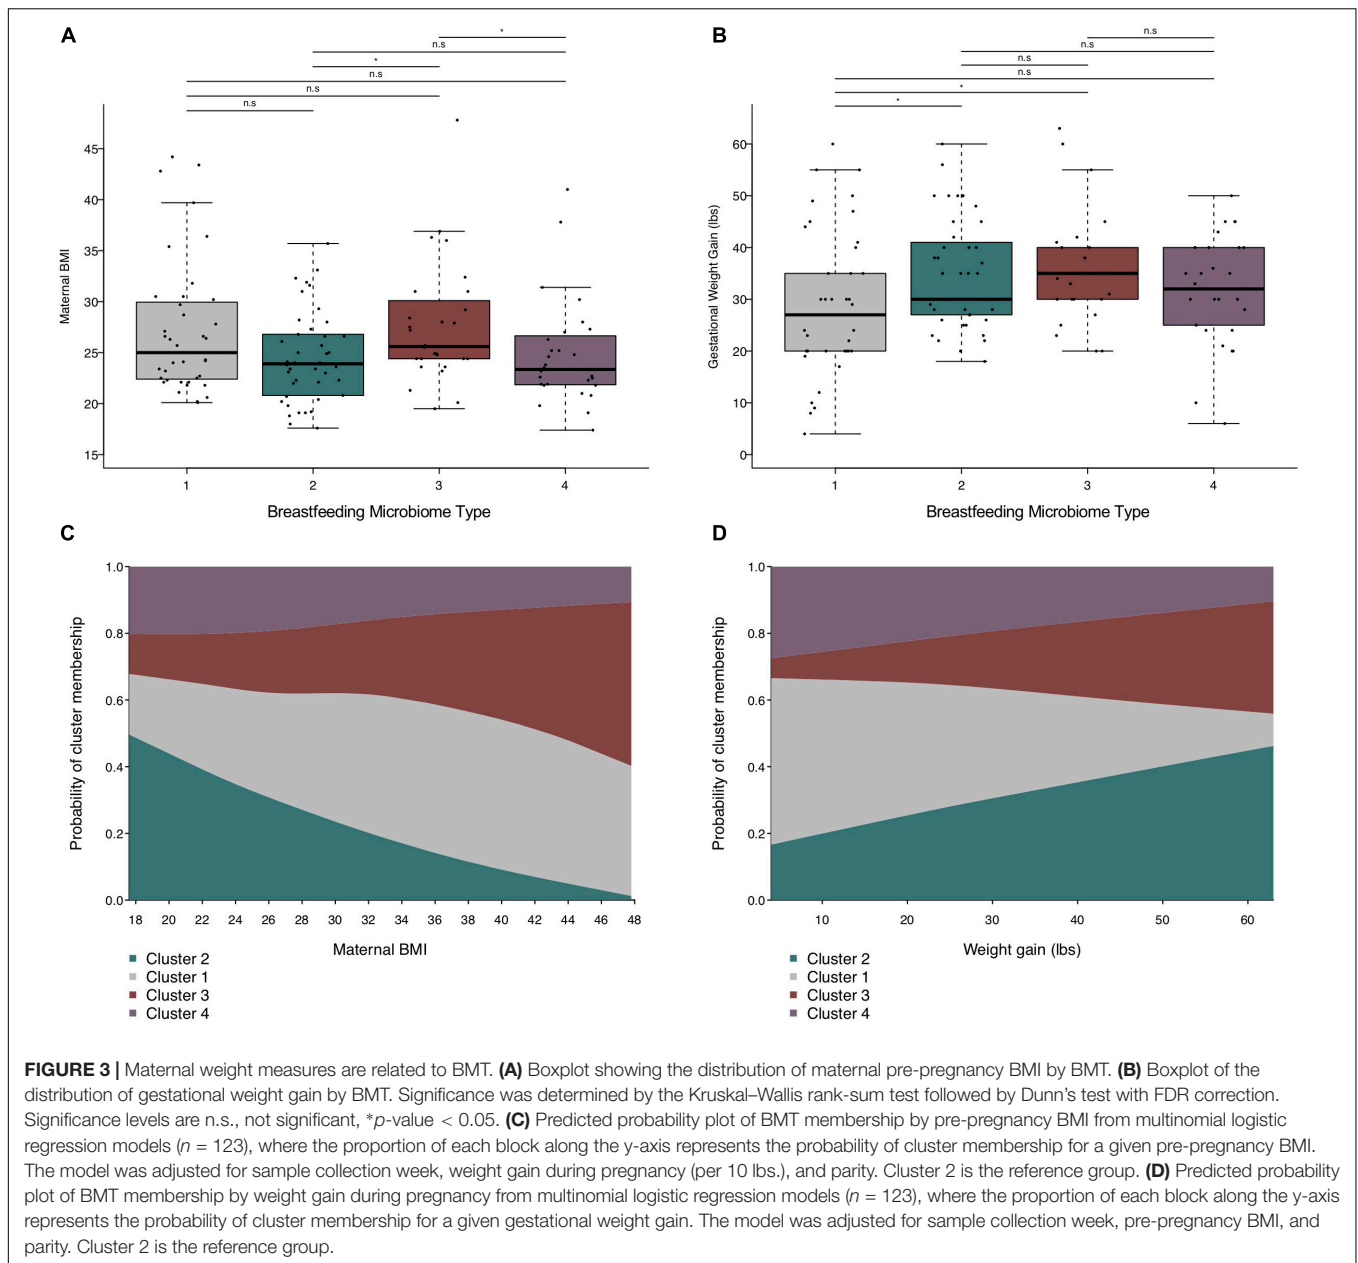 A
*
n.s
*
n.s
n.s
n.s
45
40
35
30
25
20
15
Maternal BMI
1 2 3 4
Breastfeeding Microbiome Type
B
n.s
n.s
n.s
n.s
*
*
60
50
40
30
20
10
0
Gestational Weight Gain (lbs)
1 2 3 4
Breastfeeding Microbiome Type
C
1.0
0.8
0.6
0.4
0.2
0.0
Probability of cluster membership
18 20 22 24 26 28 30 32 34 36 38 40 42 44 46 48
Maternal BMI
Cluster 2
Cluster 1
Cluster 3
Cluster 4
D
1.0
0.8
0.6
0.4
0.2
0.0
Probability of cluster membership
10 20 30 40 50 60
Weight gain (lbs)
Cluster 2
Cluster 1
Cluster 3
Cluster 4
FIGURE 3 | Maternal weight measures are related to BMT. (A) Boxplot showing the distribution of maternal pre-pregnancy BMI by BMT. (B) Boxplot of the
distribution of gestational weight gain by BMT. Significance was determined by the Kruskal–Wallis rank-sum test followed by Dunn's test with FDR correction.
Significance levels are n.s., not significant, *p-value < 0.05. (C) Predicted probability plot of BMT membership by pre-pregnancy BMI from multinomial logistic
regression models (n = 123), where the proportion of each block along the y-axis represents the probability of cluster membership for a given pre-pregnancy BMI.
The model was adjusted for sample collection week, weight gain during pregnancy (per 10 lbs.), and parity. Cluster 2 is the reference group. (D) Predicted probability
plot of BMT membership by weight gain during pregnancy from multinomial logistic regression models (n = 123), where the proportion of each block along the y-axis
represents the probability of cluster membership for a given gestational weight gain. The model was adjusted for sample collection week, pre-pregnancy BMI, and
parity. Cluster 2 is the reference group.